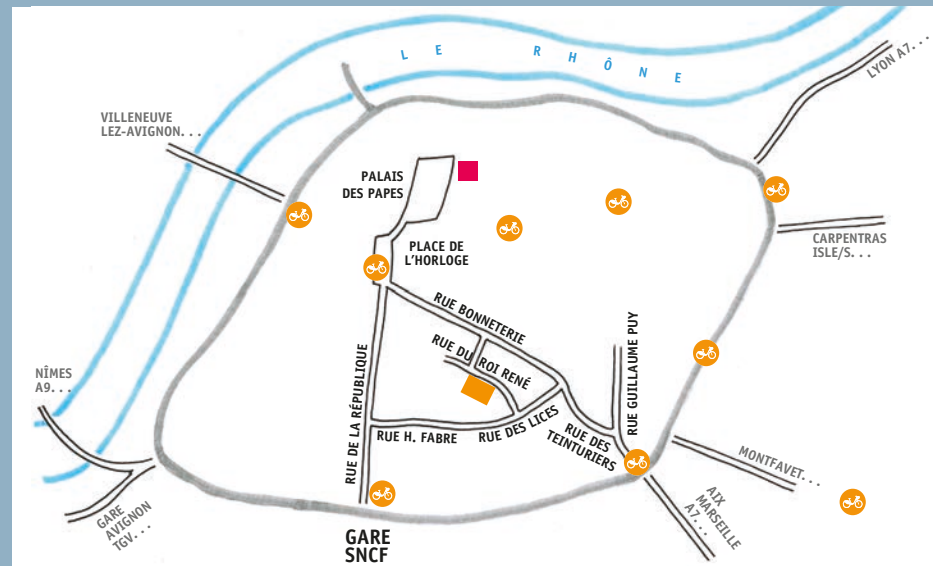 LE RHÔNE
LYON A7...
VILLENEUVE
LEZ-AVIGNON...
PALAIS
DES PAPES
CARPENTRAS
ISLE/S...
PLACE DE
L'HORLOGE
RUE BONNETERIE
RUE GUILLAUME PUY
RUE DU ROI RENÉ
NÎMES
A9...
RUE DE LA RÉPUBLIQUE
RUE H. FABRE
RUE DES LICES
RUE DES
TEINTURIERS
MONTFAVET...
GARE
AVIGNON
TGV...
AIX
MARSEILLE
A7...
GARE
SNCF